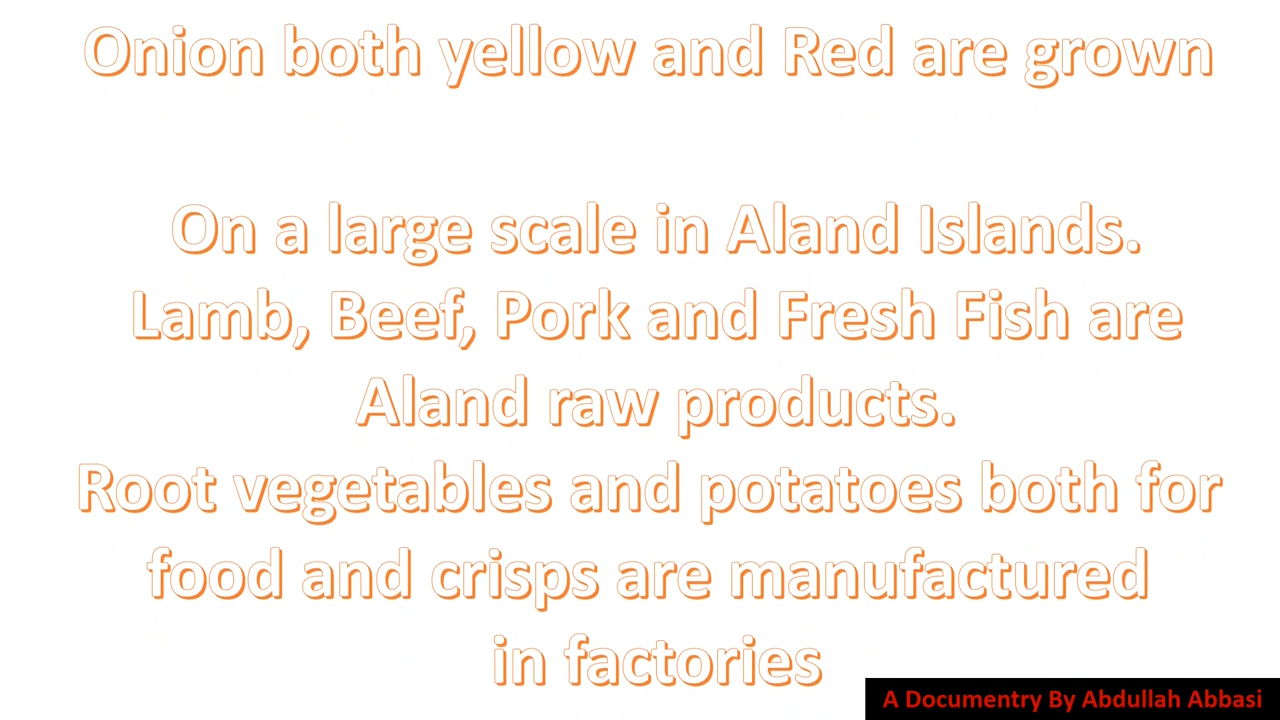 Onion both yellow and Red are grown
On a large scale in Aland Islands.
Lamb, Beef, Pork and Fresh Fish are
Aland raw products.
Root vegetables and potatoes both for
food and crisps are manufactured
in factories
A Documentry By Abdullah Abbasi